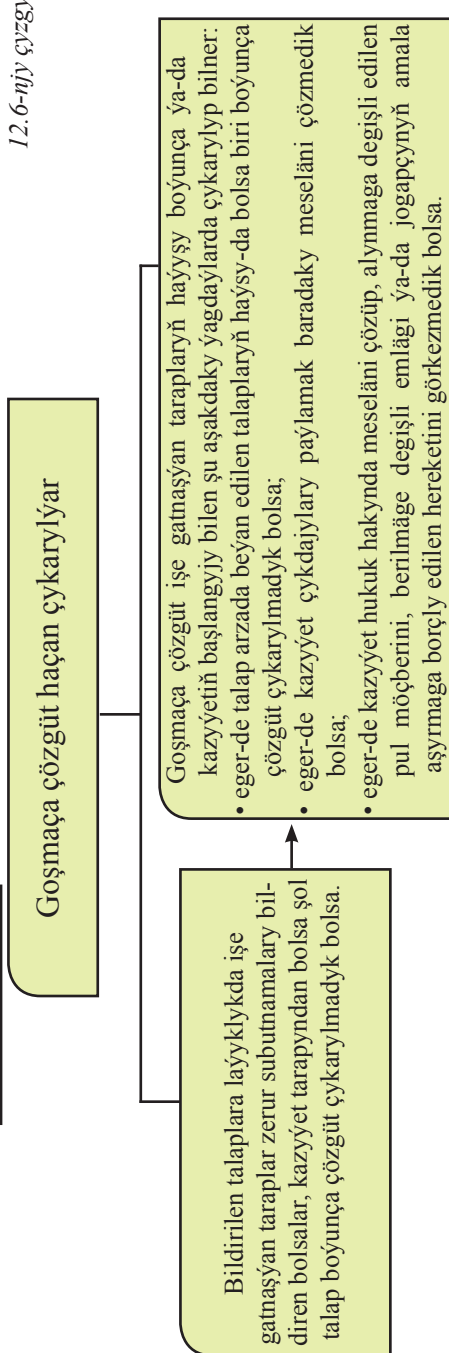 12.6-njy çyzgy
Goşmaça çözgüt haçan çykarylýar
Bildirilen talaplara laýyklykda işe
gatnaşýan taraplar zerur subutnamalary bil-
diren bolsalar, kazyýet tarapyndan bolsa şol
talap boýunça çözgüt çykarylmadyk bolsa.
Goşmaça çözgüt işe gatnaşýan taraplaryň haýyşy boýunça ýa-da
kazyýetiň başlangyjy bilen şu aşakdaky ýagdaýlarda çykarylyp bilner:
• eger-de talap arzada beýan edilen talaplaryň haýsy-da bolsa biri boýunça
çözgüt çykarylmadyk bolsa;
• eger-de kazyýet çykdajylary paýlamak baradaky meseläni çözmedik
bolsa;
• eger-de kazyýet hukuk hakynda meseläni çözüp, alynmaga degişli edilen
pul möçberini, berilmäge degişli emlägi ýa-da jogapçynyň amala
aşyrmaga borçly edilen hereketini görkezmedik bolsa.